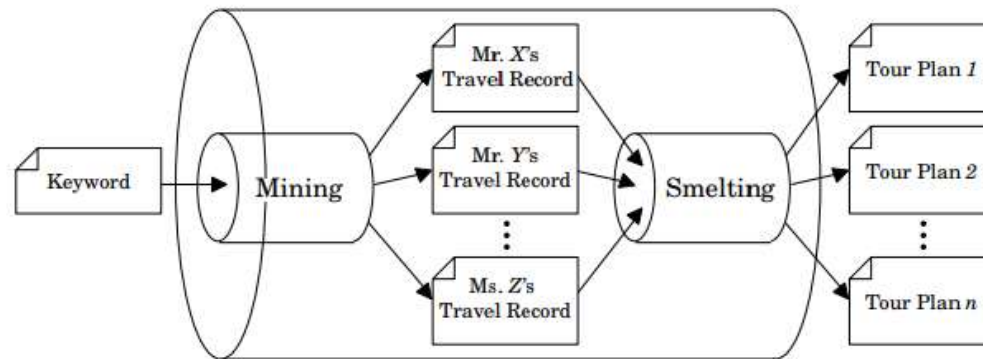 Keyword
Mining
Mr. X's
Travel Record
Mr. Y's
Travel Record
Ms. Z's
Travel Record
Smelting
Tour Plan 1
Tour Plan 2
Tour Plan n